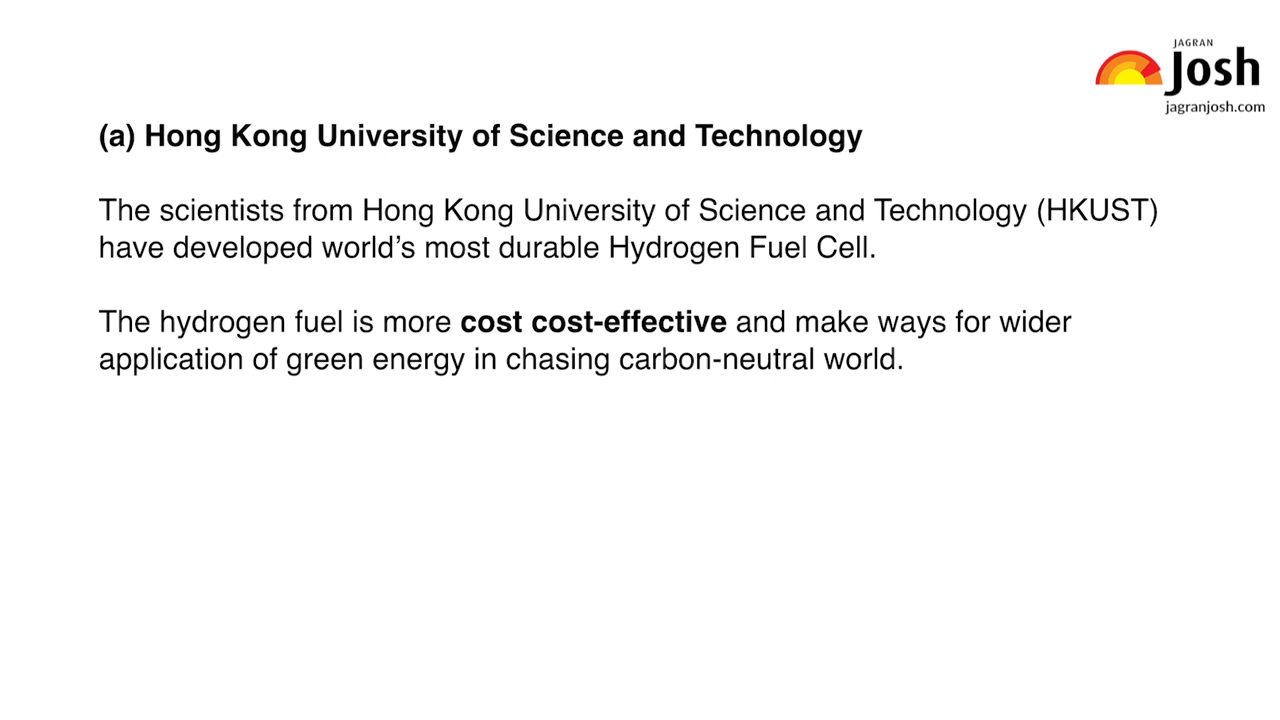 JAGRAN
Josh
jagranjosh.com
(a) Hong Kong University of Science and Technology
The scientists from Hong Kong University of Science and Technology (HKUST)
have developed world’s most durable Hydrogen Fuel Cell.
The hydrogen fuel is more cost cost-effective and make ways for wider
application of green energy in chasing carbon-neutral world.